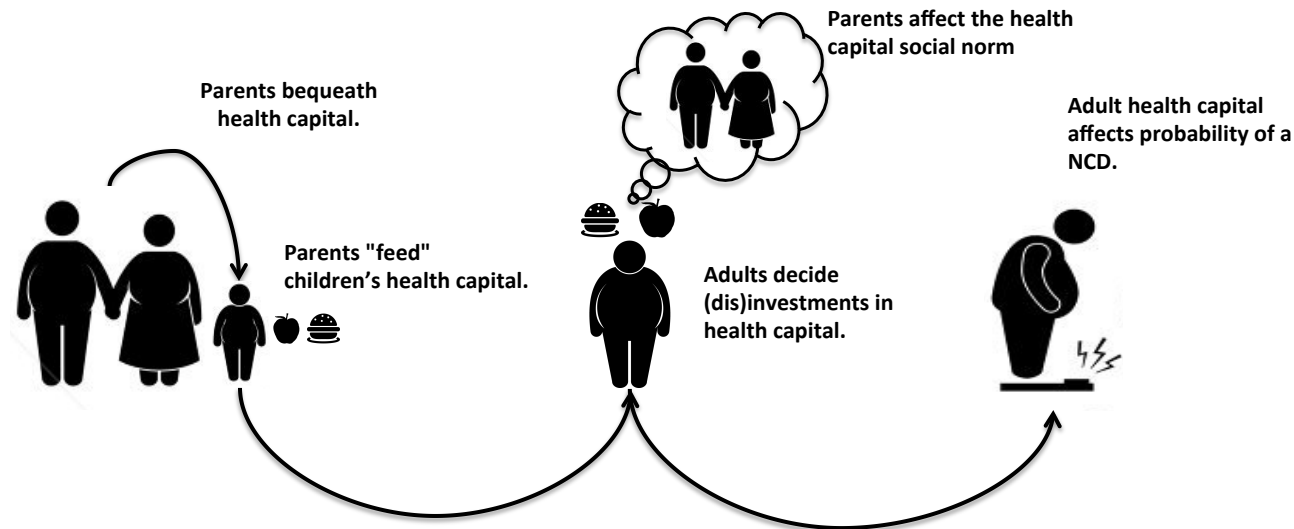 Parents bequeath
health capital.
Parents "feed"
children’s health capital.
Parents affect the health
capital social norm
Adults decide
(dis)investments in
health capital.
Adult health capital
affects probability of a
NCD.